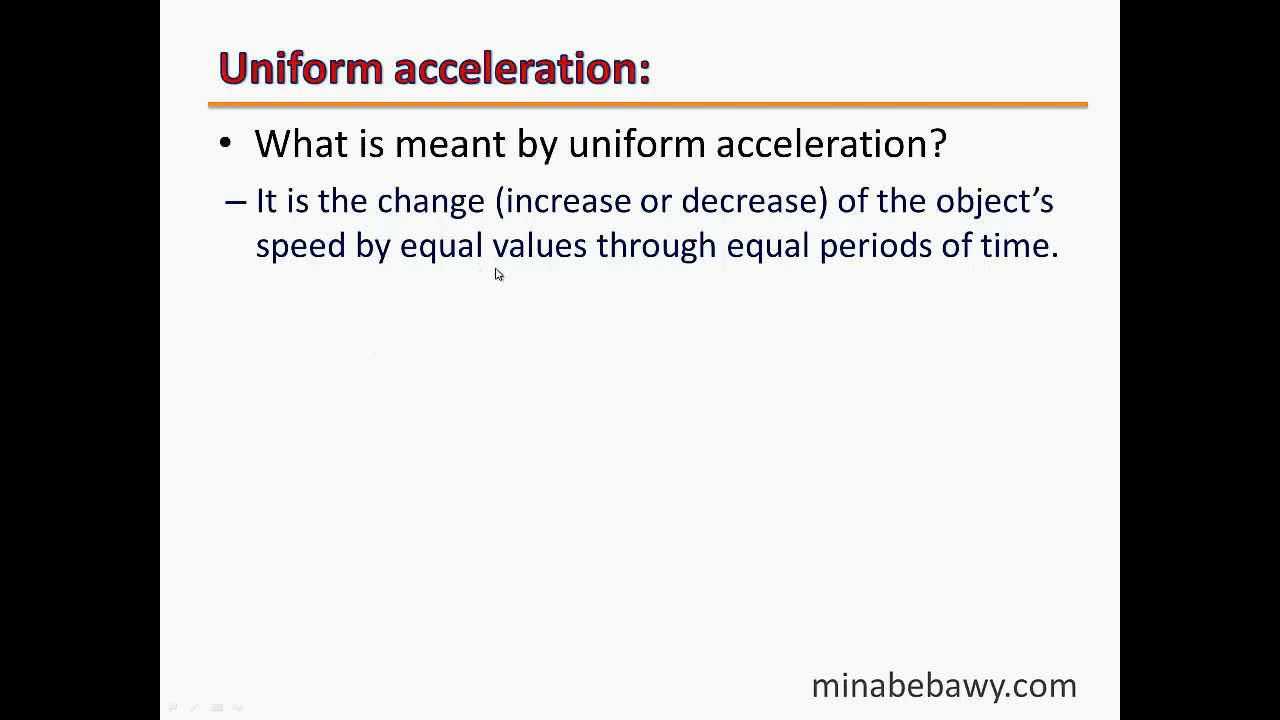 Uniform acceleration:
• What is meant by uniform acceleration?
– It is the change (increase or decrease) of the object’s
speed by equal values through equal periods of time.
minabebawy.com